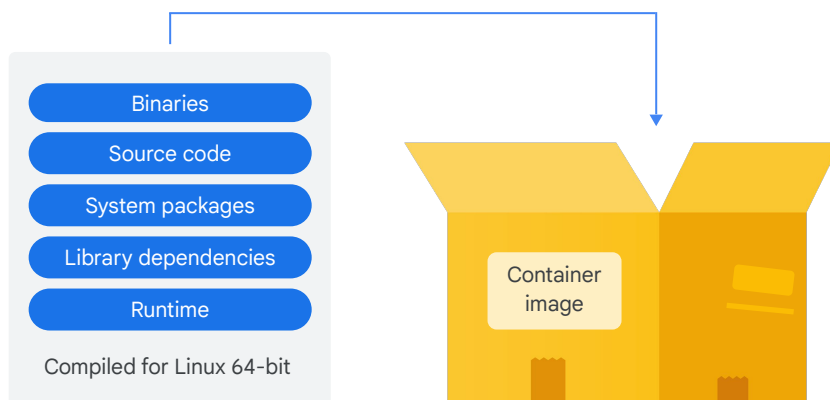 Binaries
Source code
System packages
Library dependencies
Runtime
Compiled for Linux 64-bit
Container
image